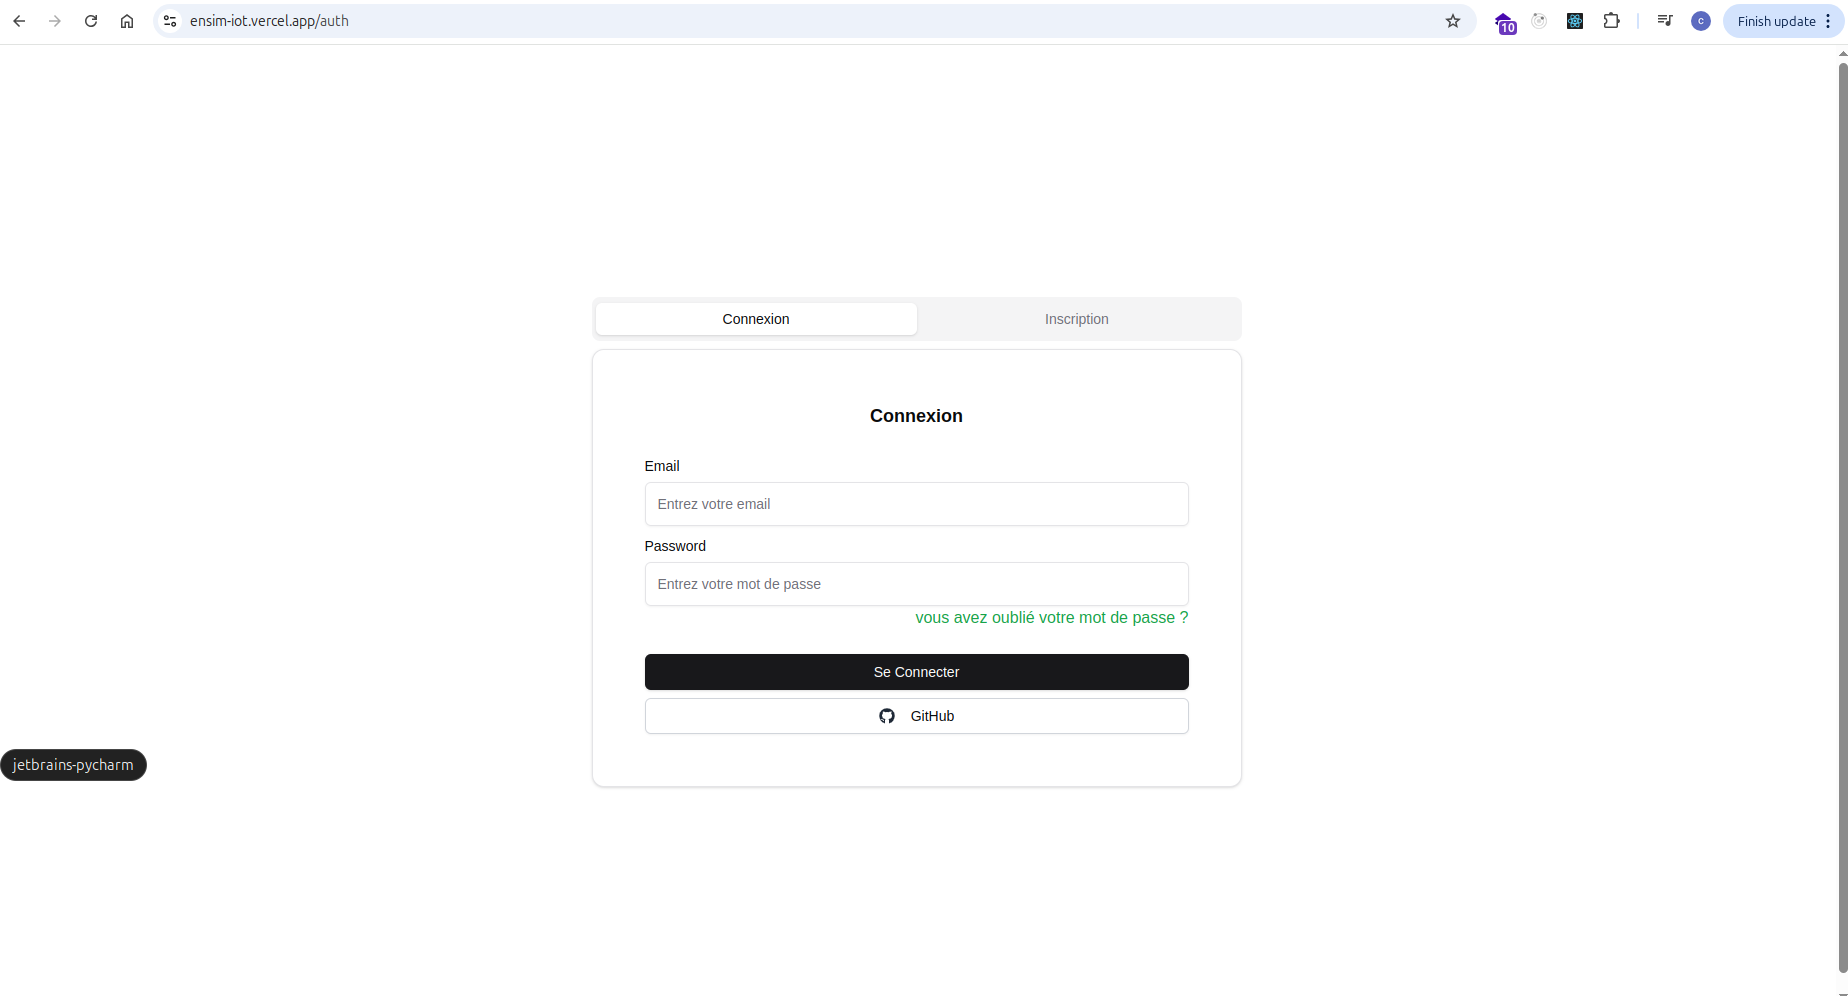 ensim-iot.vercel.app/auth
10
C
Finish update
Connexion
Inscription
Connexion
Email
Entrez votre email
Password
Entrez votre mot de passe
vous avez oublié votre mot de passe ?
Se Connecter
GitHub
jetbrains-pycharm